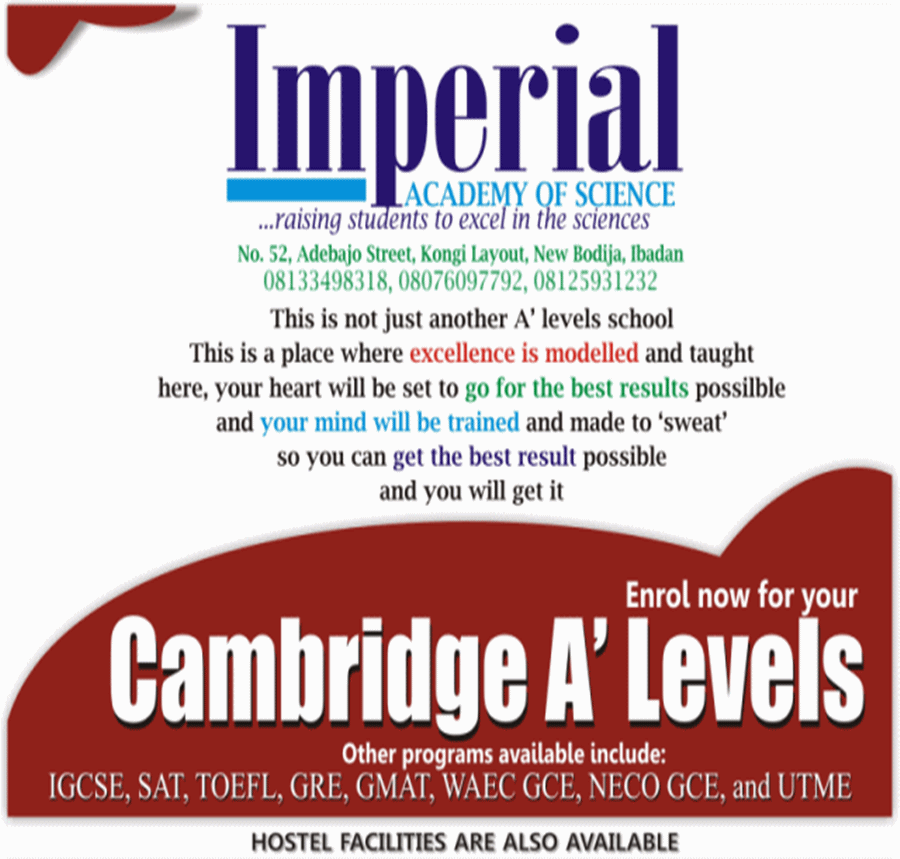 Imperial
ACADEMY OF SCIENCE
...raising students to excel in the sciences
No. 52, Adebajo Street, Kongi Layout, New Bodija, Ibadan
08133498318, 08076097792, 08125931232
This is not just another A’ levels school
This is a place where excellence is modelled and taught
here, your heart will be set to go for the best results possilble
and your mind will be trained and made to ‘sweat’
so you can get the best result possible
and you will get it
Enrol now for your
Cambridge A’ Levels
Other programs available include:
IGCSE, SAT, TOEFL, GRE, GMAT, WAEC GCE, NECO GCE, and UTME
HOSTEL FACILITIES ARE ALSO AVAILABLE